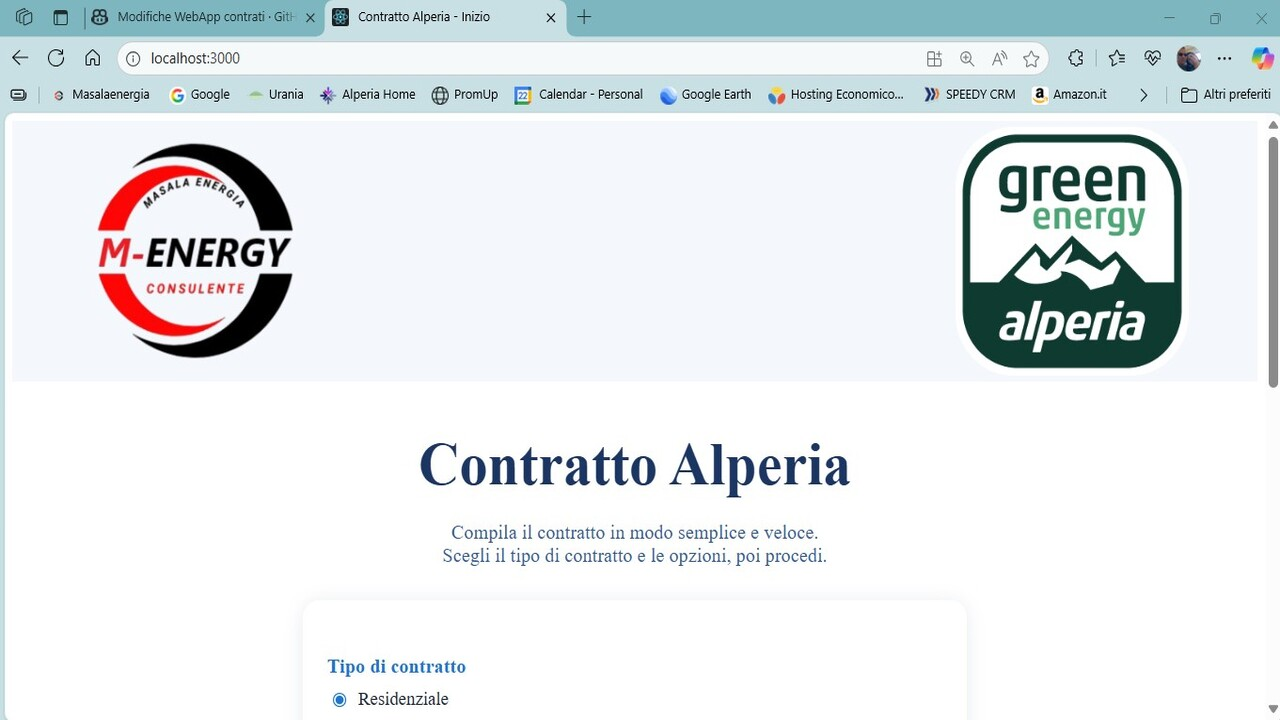 Modifiche WebApp contrati · GitH
Contratto Alperia - Inizio
localhost:3000
Masalaenergia
Google
Urania
Alperia Home
PromUp
Calendar - Personal
Google Earth
Hosting Economico...
SEEDY CRM
Amazon.it
Altri preferiti
MASALA ENERGIA
M-ENERGY
CONSULENTE
green
energy
alperia
Contratto Alperia
Compila il contratto in modo semplice e veloce.
Scegli il tipo di contratto e le opzioni, poi procedi.
Tipo di contratto
Residenziale